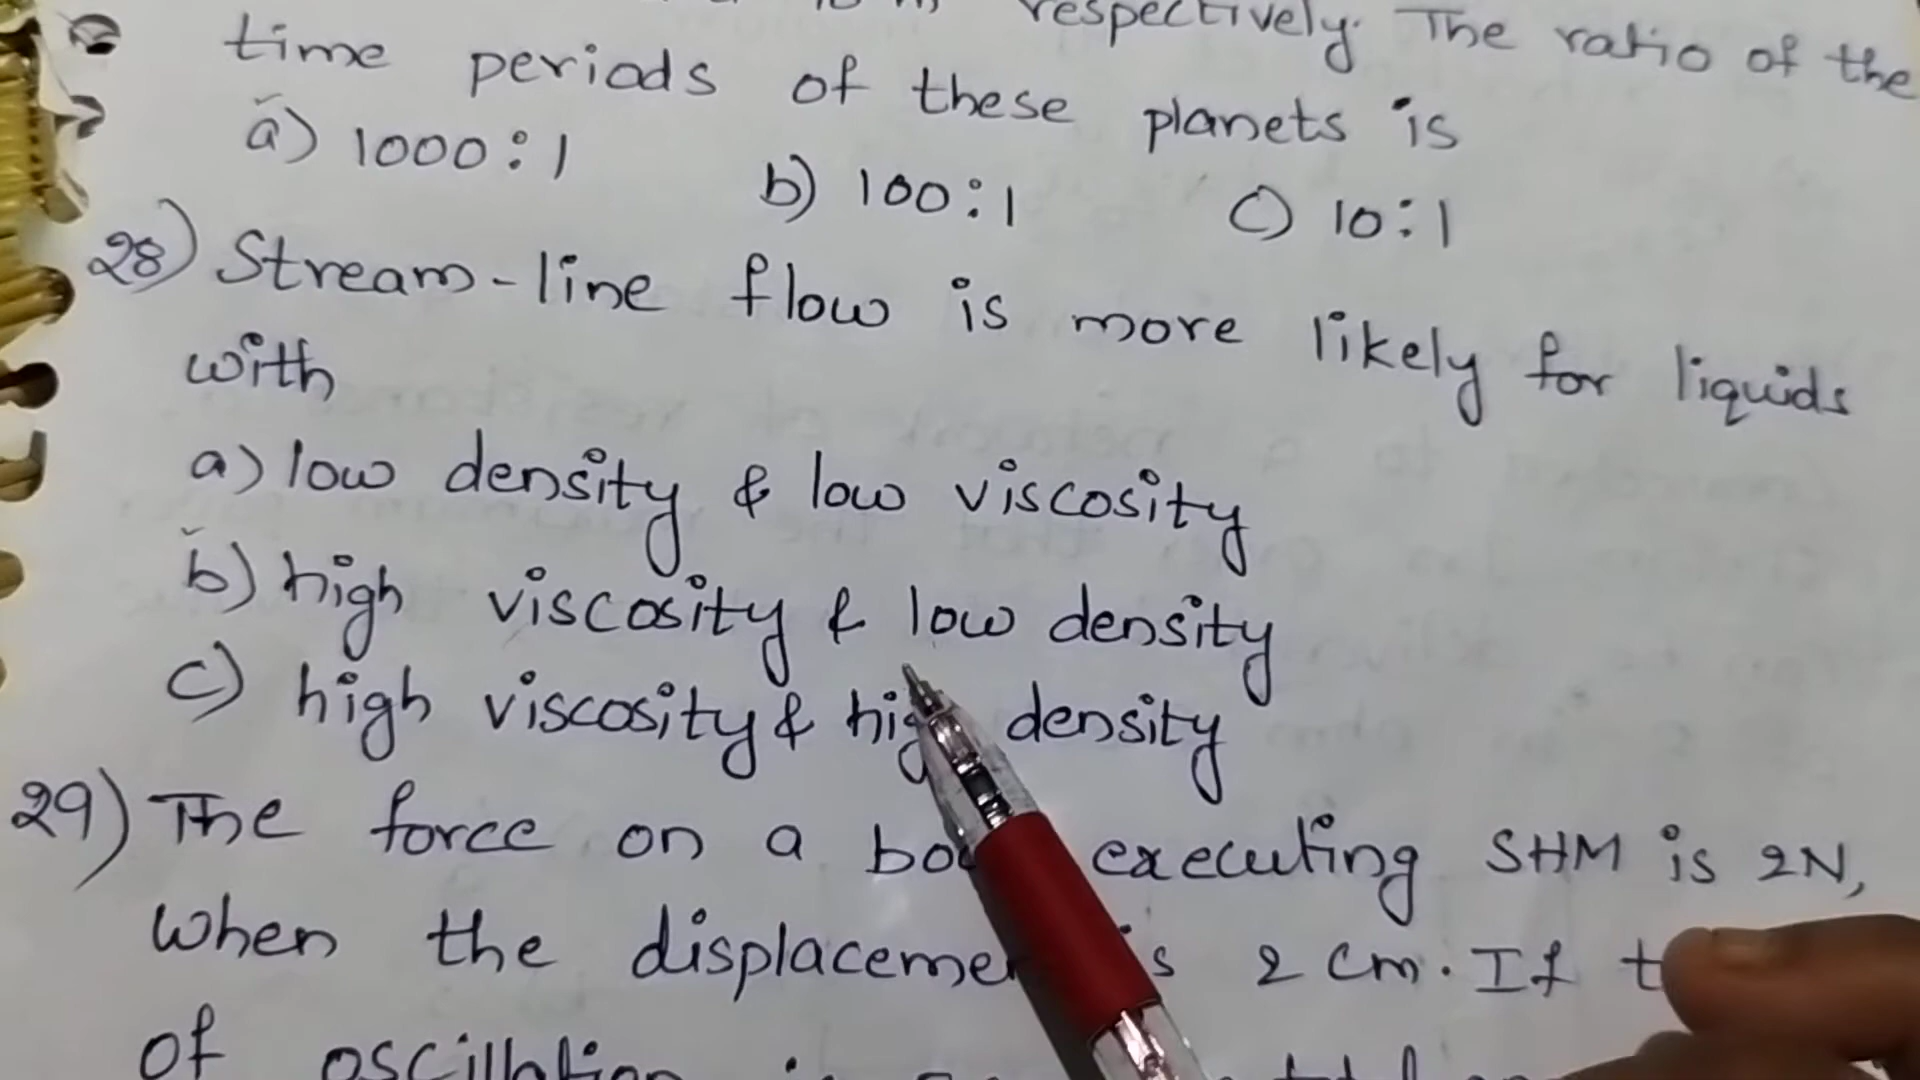 respectively. The ratio of the
time periods of these planets is
a) 1000:1 b) 100:1 c) 10:1
28) Stream-line flow is more likely for liquids
with
a) low density & low viscosity
b) high viscosity & low density
c) high viscosity & density
29) The force on a executing SHM is 2N,
when the 2 cm. If
of oscillation